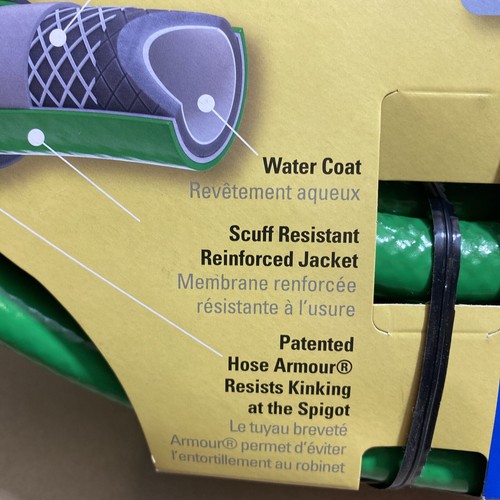 Water Coat
Revêtement aqueux
Scuff Resistant
Reinforced Jacket
Membrane renforcée
résistante à l'usure
Patented
Hose Armour®
Resists Kinking
at the Spigot
Le tuyau breveté
Armour® permet d'éviter
l'entortillement au robinet